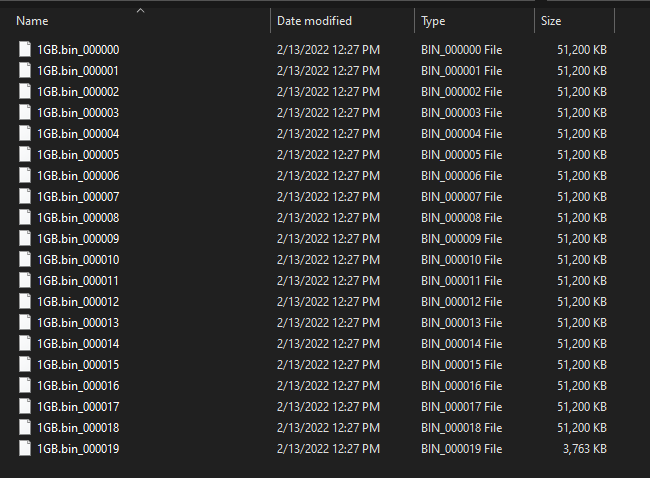 Name Date modified Type Size
1GB.bin_000000 2/13/2022 12:27 PM BIN_000000 File 51,200 KB
1GB.bin_000001 2/13/2022 12:27 PM BIN_000001 File 51,200 KB
1GB.bin_000002 2/13/2022 12:27 PM BIN_000002 File 51,200 KB
1GB.bin_000003 2/13/2022 12:27 PM BIN_000003 File 51,200 KB
1GB.bin_000004 2/13/2022 12:27 PM BIN_000004 File 51,200 KB
1GB.bin_000005 2/13/2022 12:27 PM BIN_000005 File 51,200 KB
1GB.bin_000006 2/13/2022 12:27 PM BIN_000006 File 51,200 KB
1GB.bin_000007 2/13/2022 12:27 PM BIN_000007 File 51,200 KB
1GB.bin_000008 2/13/2022 12:27 PM BIN_000008 File 51,200 KB
1GB.bin_000009 2/13/2022 12:27 PM BIN_000009 File 51,200 KB
1GB.bin_000010 2/13/2022 12:27 PM BIN_000010 File 51,200 KB
1GB.bin_000011 2/13/2022 12:27 PM BIN_000011 File 51,200 KB
1GB.bin_000012 2/13/2022 12:27 PM BIN_000012 File 51,200 KB
1GB.bin_000013 2/13/2022 12:27 PM BIN_000013 File 51,200 KB
1GB.bin_000014 2/13/2022 12:27 PM BIN_000014 File 51,200 KB
1GB.bin_000015 2/13/2022 12:27 PM BIN_000015 File 51,200 KB
1GB.bin_000016 2/13/2022 12:27 PM BIN_000016 File 51,200 KB
1GB.bin_000017 2/13/2022 12:27 PM BIN_000017 File 51,200 KB
1GB.bin_000018 2/13/2022 12:27 PM BIN_000018 File 51,200 KB
1GB.bin_000019 2/13/2022 12:27 PM BIN_000019 File 3,763 KB